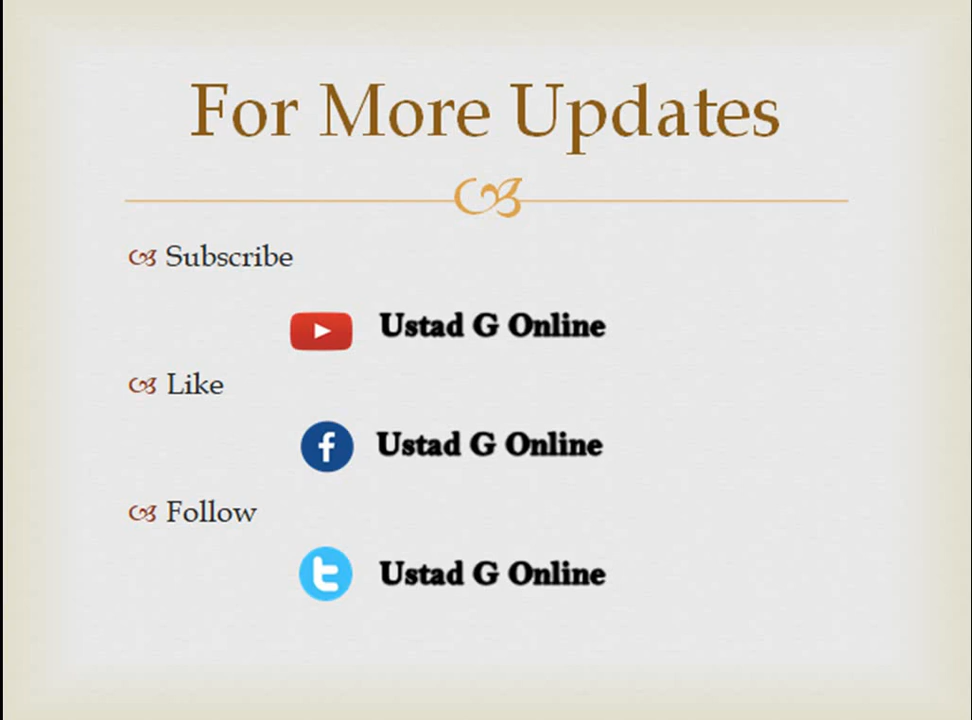 For More Updates
Subscribe
Ustad G Online
Like
Ustad G Online
Follow
Ustad G Online